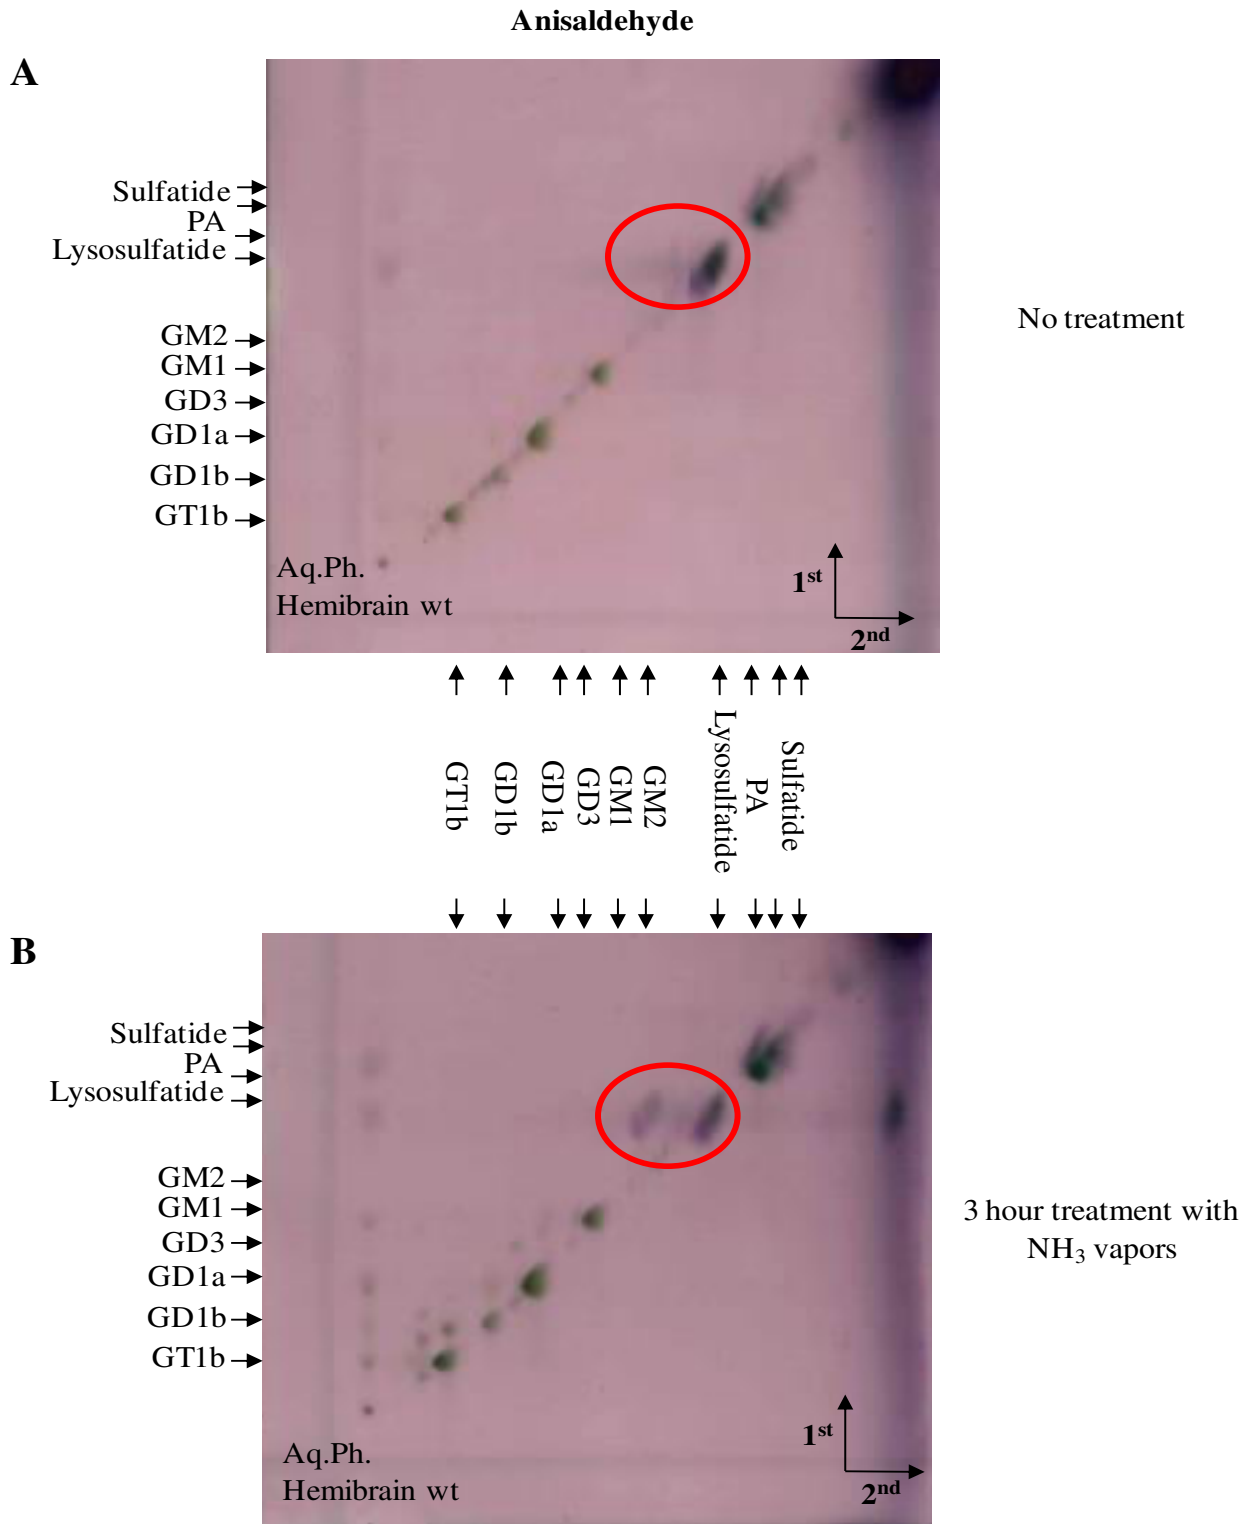 Anisaldehyde
A
Sulfatide
PA
Lysosulfatide
GM2
GM1
GD3
GD1a
GD1b
GT1b
No treatment
Aq.Ph.
Hemibrain wt
1st
2nd
GT1b
GD1b
GD1a
GD3
GM1
GM2
Lysosulfatide
PA
Sulfatide
B
Sulfatide
PA
Lysosulfatide
GM2
GM1
GD3
GD1a
GD1b
GT1b
3 hour treatment with
NH3 vapors
Aq.Ph.
Hemibrain wt
1st
2nd